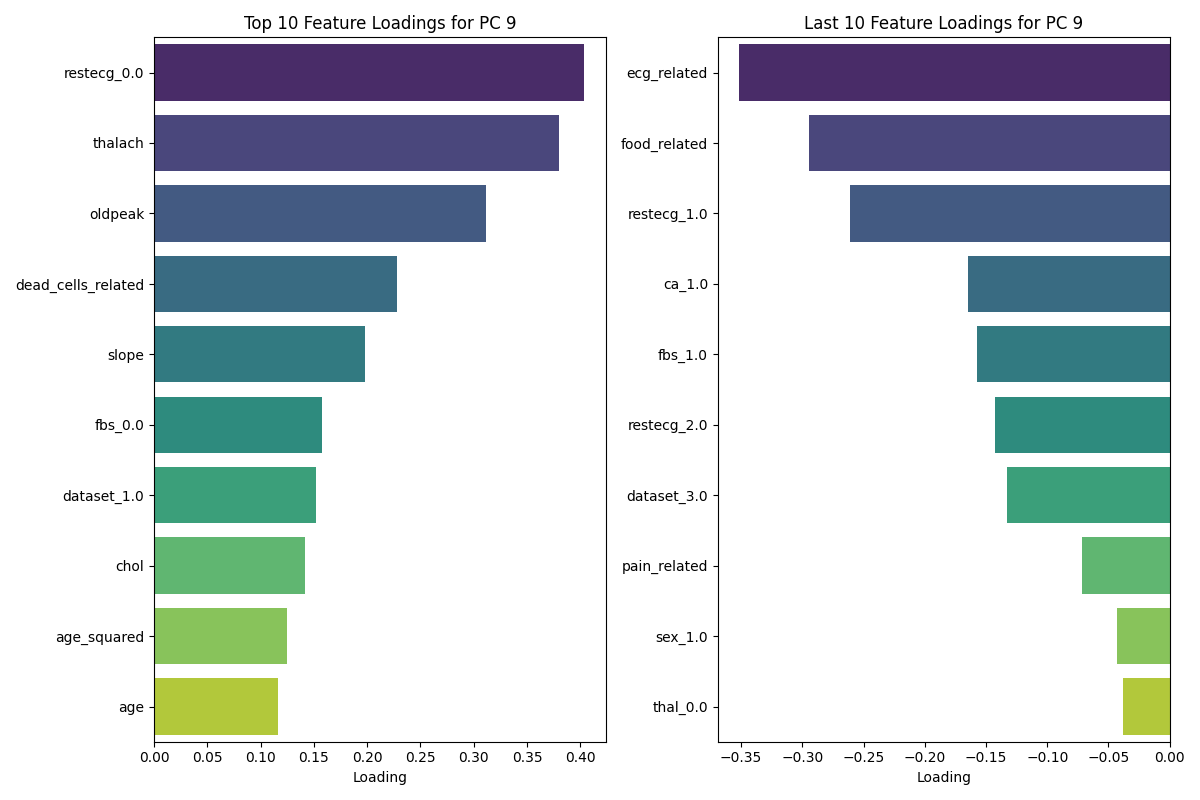 Top 10 Feature Loadings for PC 9
restecg_0.0
thalach
oldpeak
dead_cells_related
slope
fbs_0.0
dataset_1.0
chol
age_squared
age
0.00 0.05 0.10 0.15 0.20 0.25 0.30 0.35 0.40
Loading
Last 10 Feature Loadings for PC 9
ecg_related
food_related
restecg_1.0
ca_1.0
fbs_1.0
restecg_2.0
dataset_3.0
pain_related
sex_1.0
thal_0.0
−0.35 −0.30 −0.25 −0.20 −0.15 −0.10 −0.05 0.00
Loading